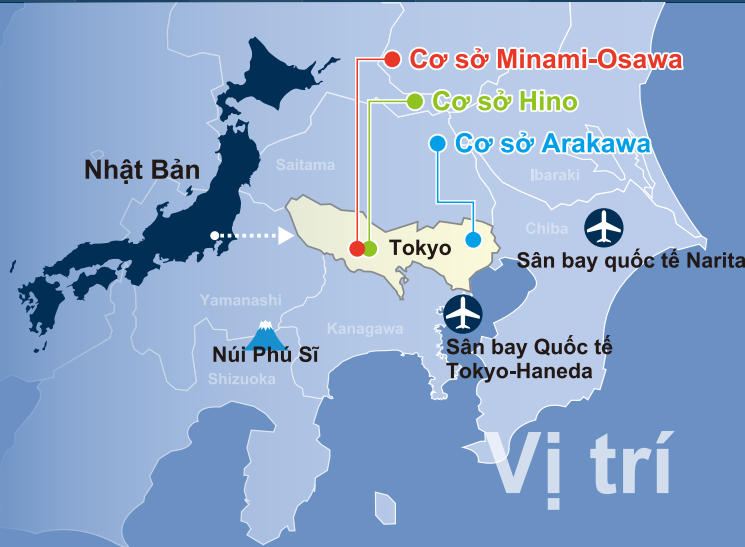 Cơ sở Minami-Osawa
Cơ sở Hino
Cơ sở Arakawa
Nhật Bản
Saitama
Ibaraki
Chiba
Tokyo
Sân bay quốc tế Narita
Yamanashi
Kanagawa
Núi Phú Sĩ
Shizuoka
Sân bay Quốc tế
Tokyo-Haneda
Vị trí